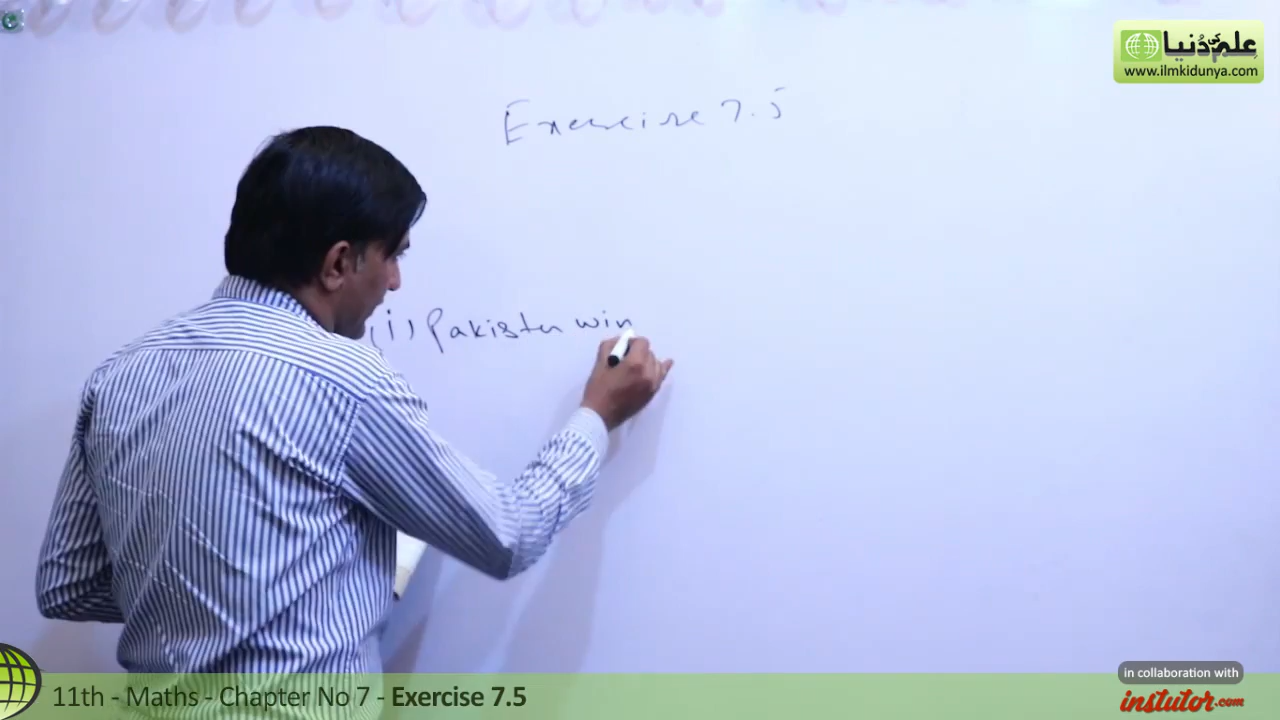 علم کی دُنیا
www.ilmkidunya.com
Exercise 7.5
(i) Pakistan win
in collaboration with
instutor.com
11th - Maths - Chapter No 7 - Exercise 7.5